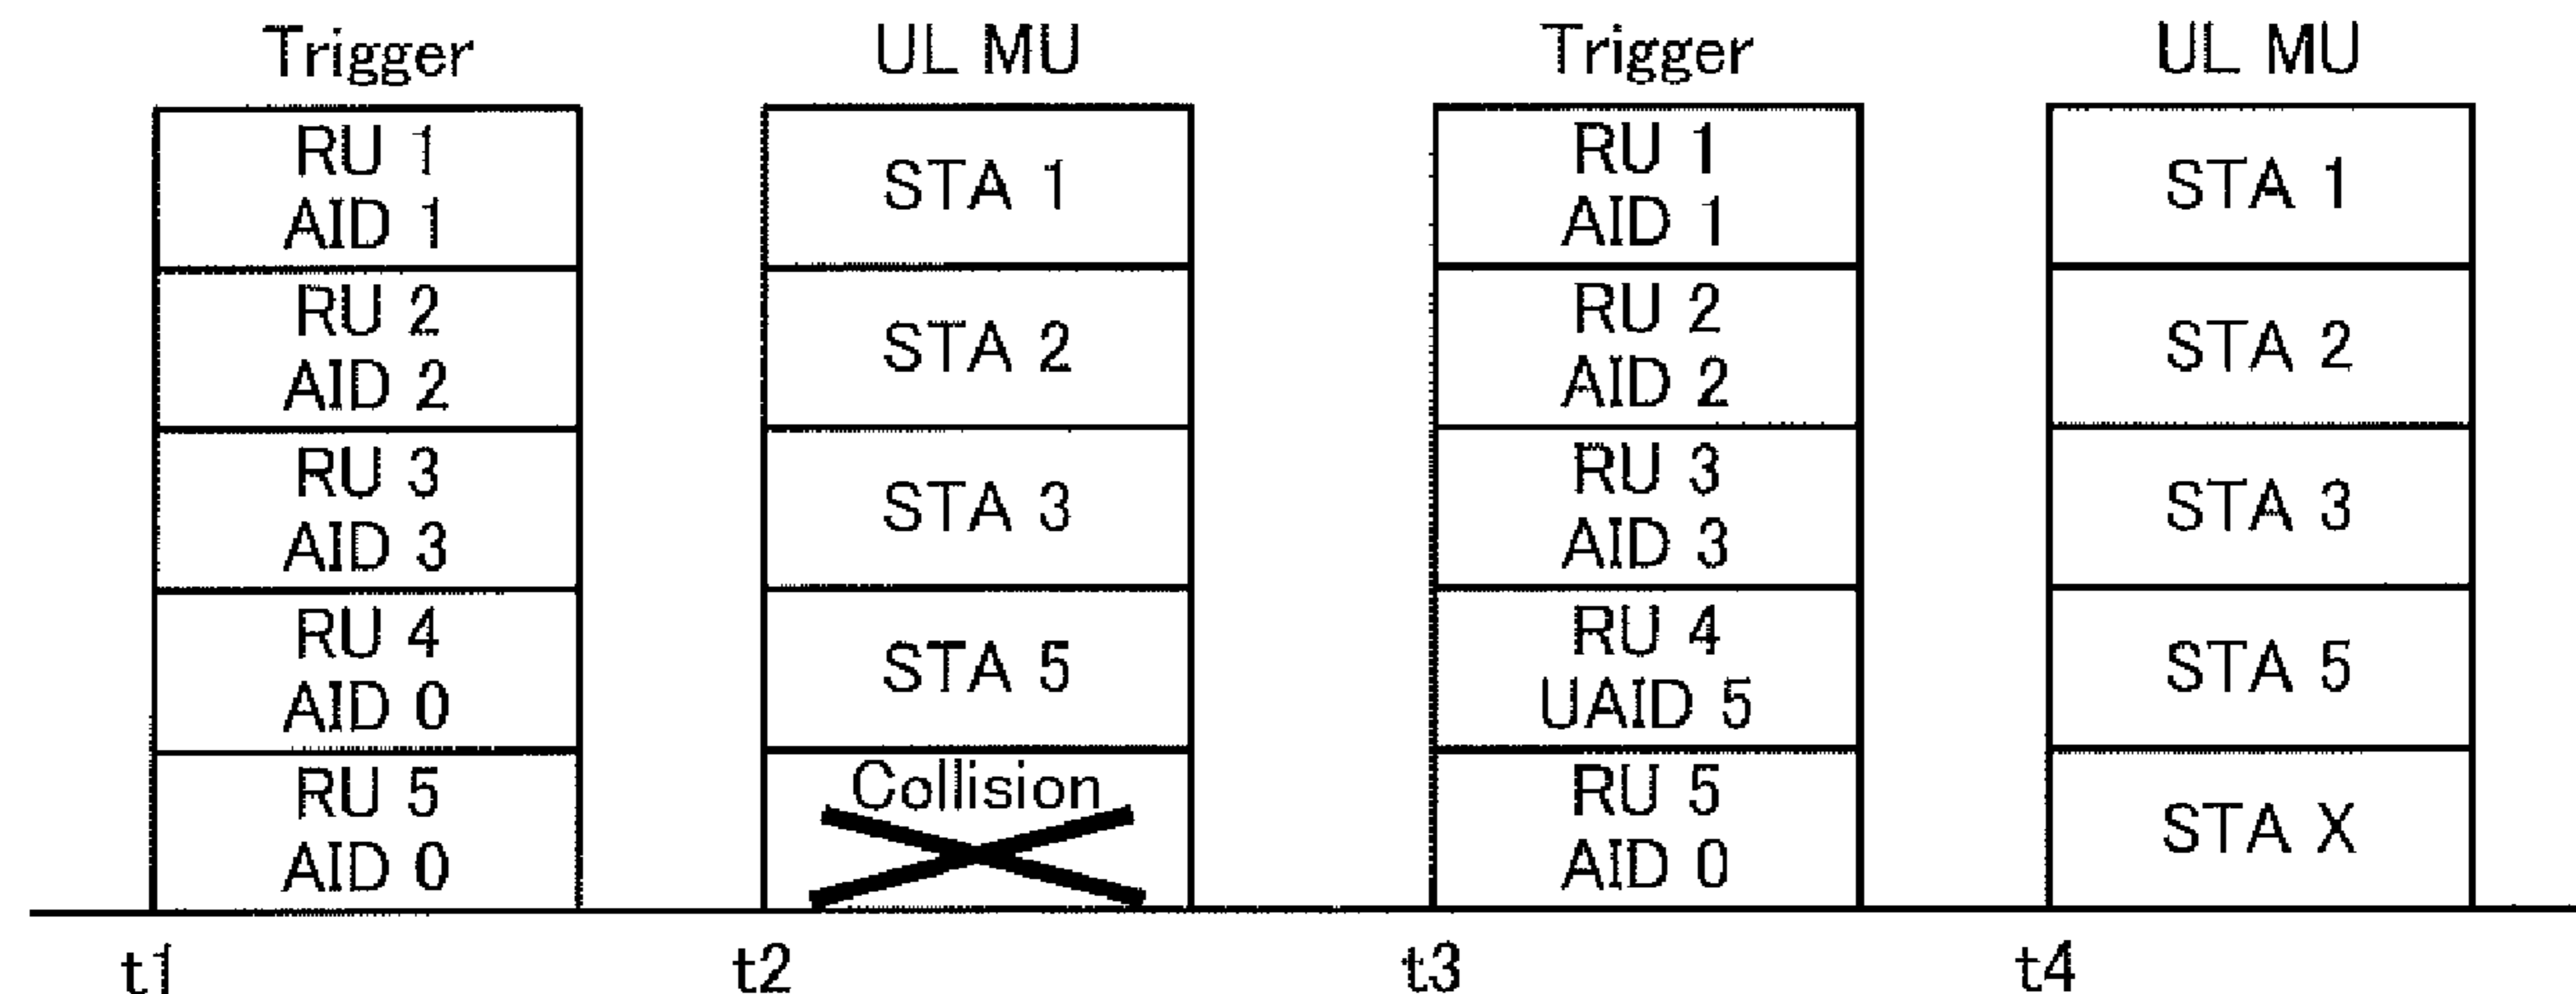 Trigger
RU 1
AID 1
RU 2
AID 2
RU 3
AID 3
RU 4
AID 0
RU 5
AID 0
UL MU
STA 1
STA 2
STA 3
STA 5
Collision
Trigger
RU 1
AID 1
RU 2
AID 2
RU 3
AID 3
RU 4
UAID 5
RU 5
AID 0
UL MU
STA 1
STA 2
STA 3
STA 5
STA X
t1
t2
t3
t4